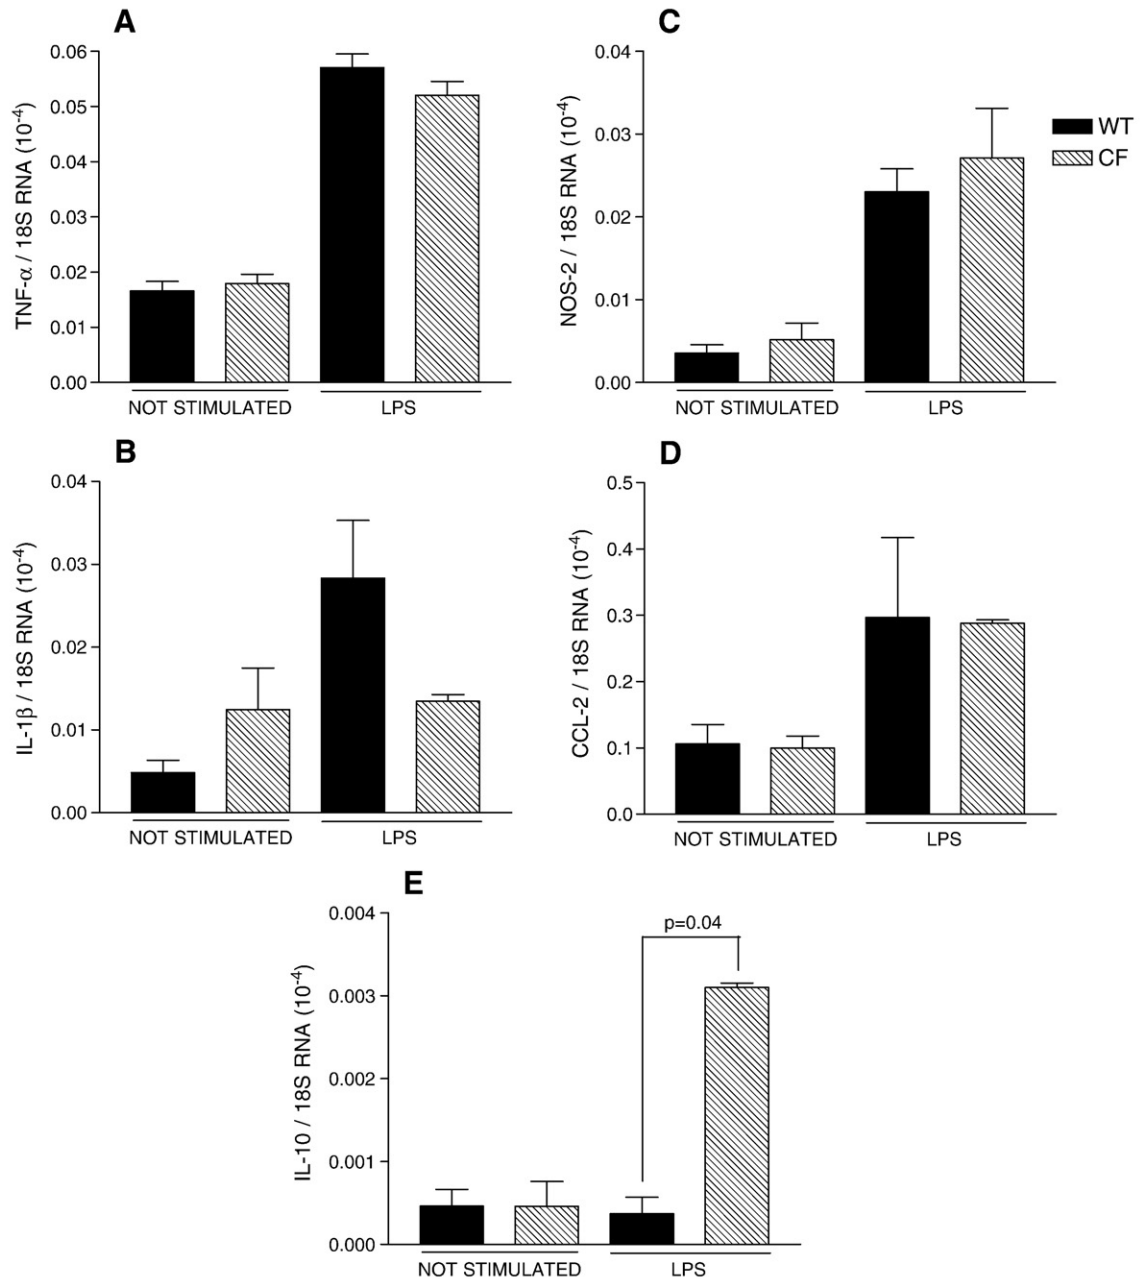 A
TNF-α / 18S RNA (10-4)
0.06
0.05
0.04
0.03
0.02
0.01
0.00
NOT STIMULATED
LPS
C
NOS-2 / 18S RNA (10-4)
0.04
0.03
0.02
0.01
0.00
NOT STIMULATED
LPS
WT
CF
B
IL-1β / 18S RNA (10-4)
0.04
0.03
0.02
0.01
0.00
NOT STIMULATED
LPS
D
CCL-2 / 18S RNA (10-4)
0.5
0.4
0.3
0.2
0.1
0.0
NOT STIMULATED
LPS
E
IL-10 / 18S RNA (10-4)
0.004
0.003
0.002
0.001
0.000
p=0.04
NOT STIMULATED
LPS